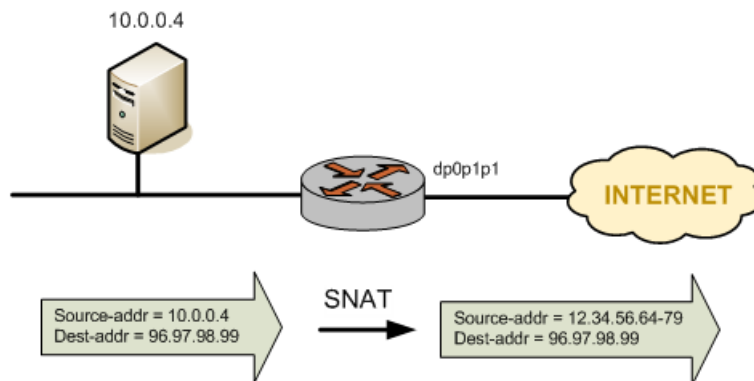 10.0.0.4
dp0p1p1
INTERNET
Source-addr = 10.0.0.4
Dest-addr = 96.97.98.99
SNAT
Source-addr = 12.34.56.64-79
Dest-addr = 96.97.98.99